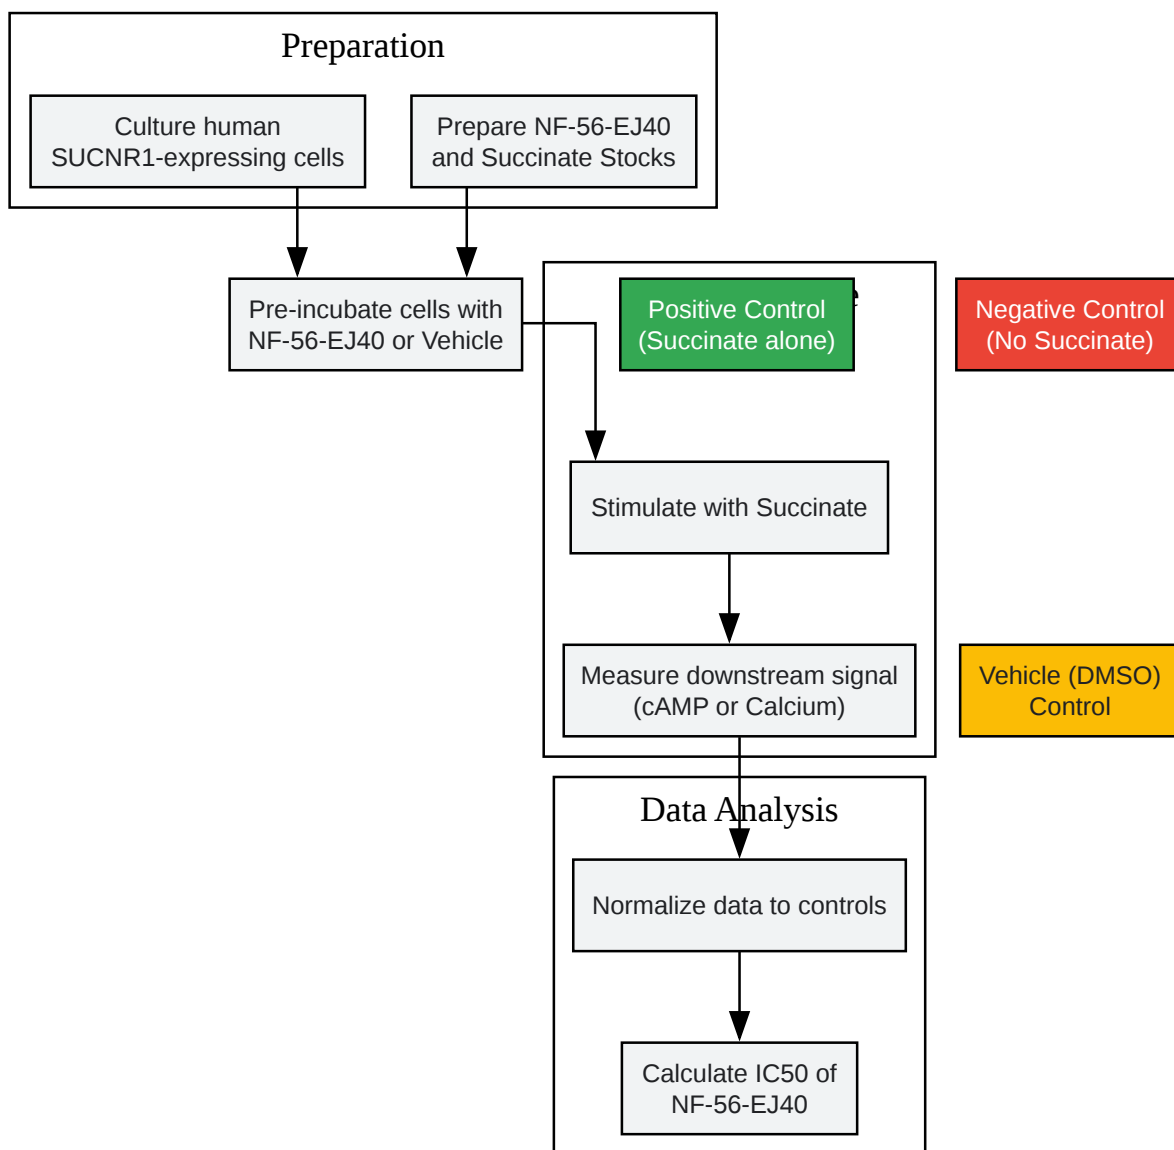 Preparation
Culture human
SUCNR1-expressing cells
Prepare NF-56-EJ40
and Succinate Stocks
Pre-incubate cells with
NF-56-EJ40 or Vehicle
Positive Control
(Succinate alone)
Negative Control
(No Succinate)
Stimulate with Succinate
Measure downstream signal
(cAMP or Calcium)
Vehicle (DMSO)
Control
Data Analysis
Normalize data to controls
Calculate IC50 of
NF-56-EJ40